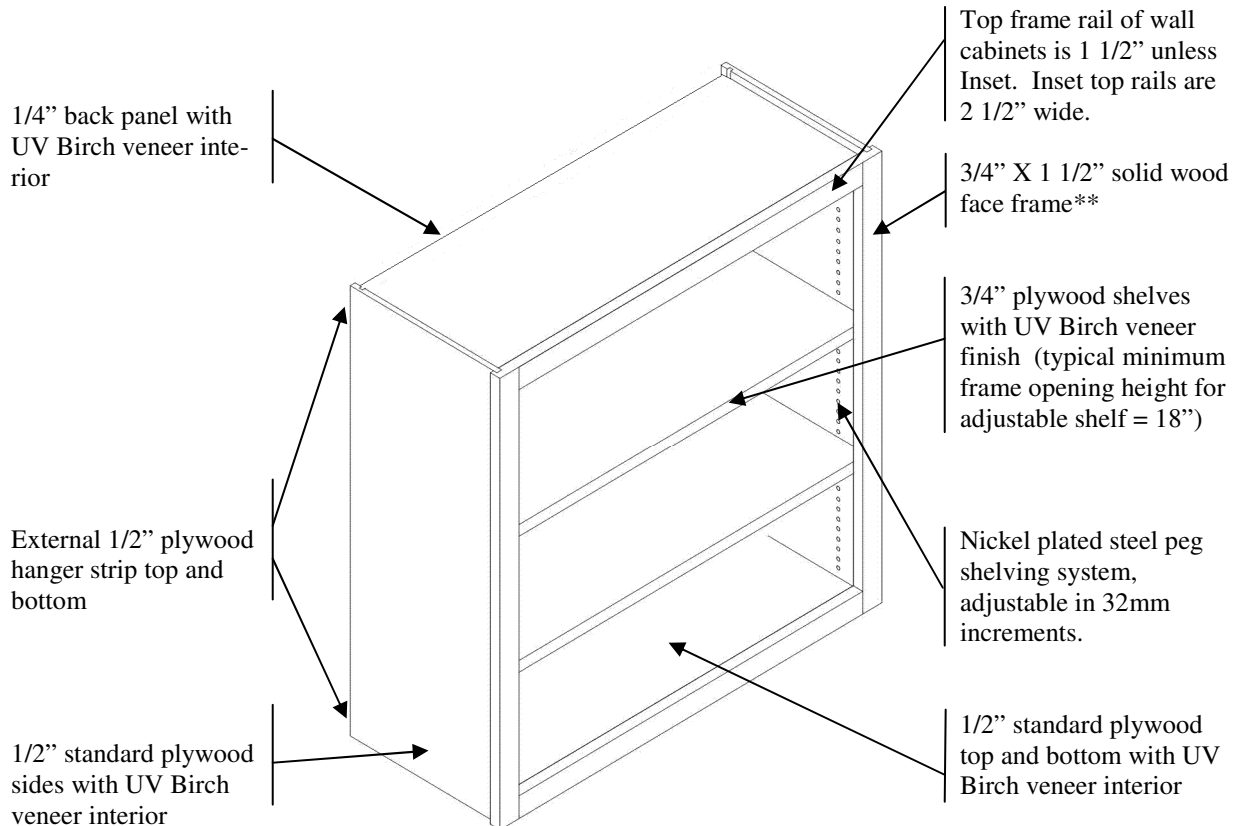 1/4” back panel with
UV Birch veneer inte-
rior
External 1/2” plywood
hanger strip top and
bottom
1/2” standard plywood
sides with UV Birch
veneer interior
Top frame rail of wall
cabinets is 1 1/2” unless
Inset.  Inset top rails are
2 1/2” wide.
3/4” X 1 1/2” solid wood
face frame**
3/4” plywood shelves
with UV Birch veneer
finish  (typical minimum
frame opening height for
adjustable shelf = 18”)
Nickel plated steel peg
shelving system,
adjustable in 32mm
increments.
1/2” standard plywood
top and bottom with UV
Birch veneer interior